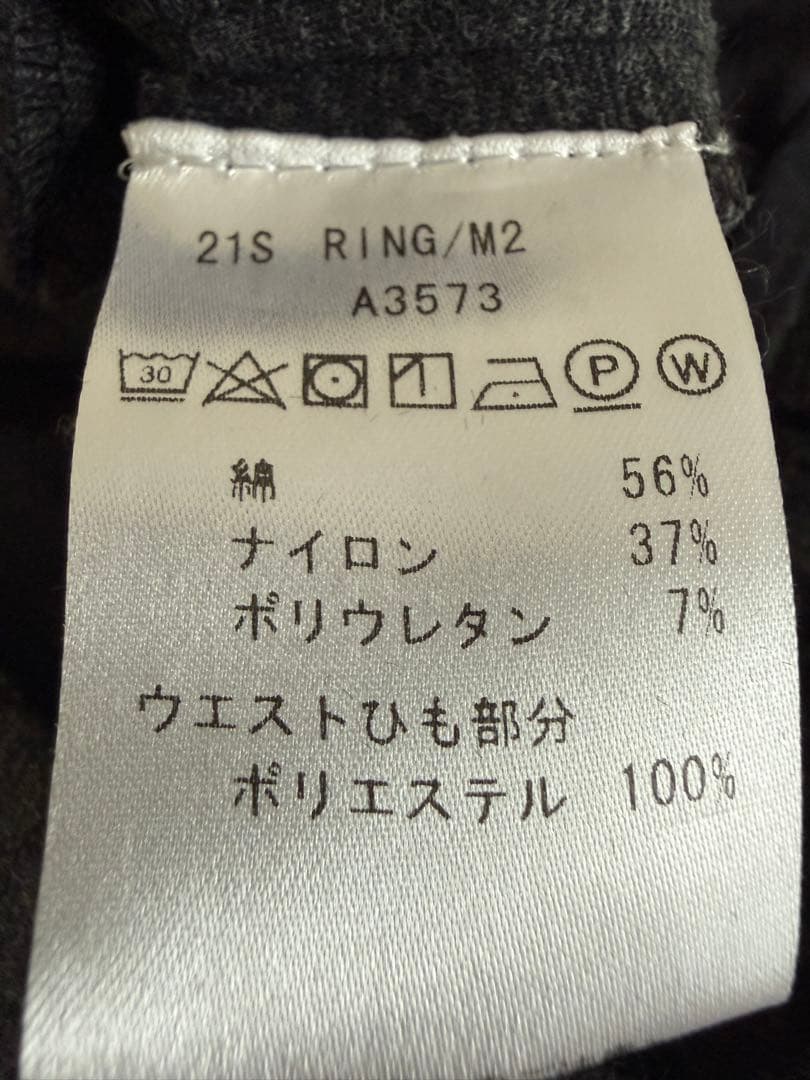 21S RING/M2
A3573
30 P W
綿 56%
ナイロン 37%
ポリウレタン 7%
ウエストひも部分
ポリエステル 100%